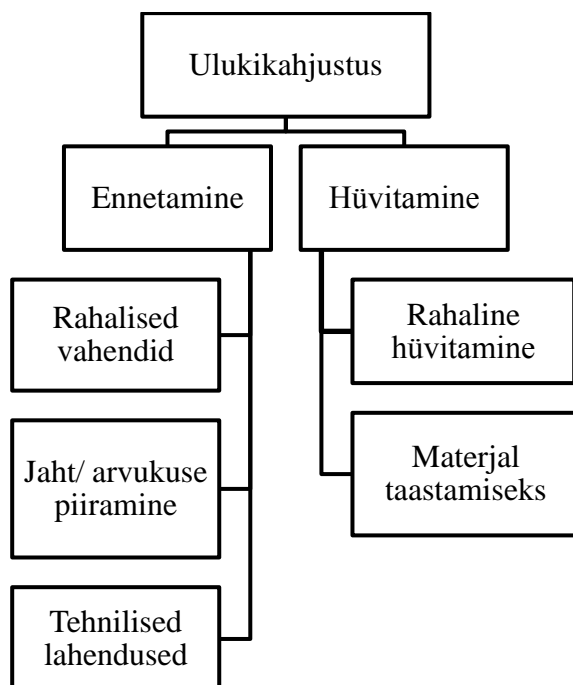 Ulukikahjustus
Ennetamine
Hüvitamine
Rahalised
vahendid
Rahaline
hüvitamine
Jaht/ arvukuse
piiramine
Materjal
taastamiseks
Tehnilised
lahendused